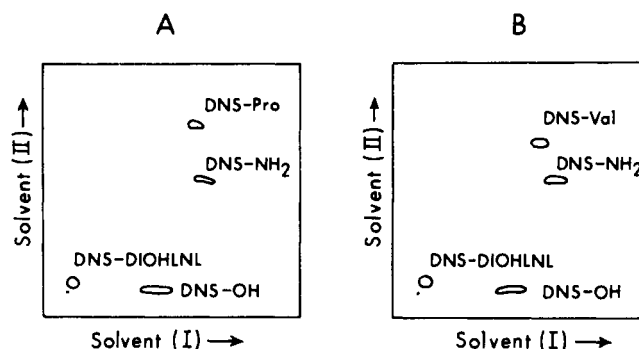 A
DNS-Pro
DNS-NH2
DNS-DIOHLNL
DNS-OH
Solvent (II)
Solvent (I)
B
DNS-Val
DNS-NH2
DNS-DIOHLNL
DNS-OH
Solvent (II)
Solvent (I)